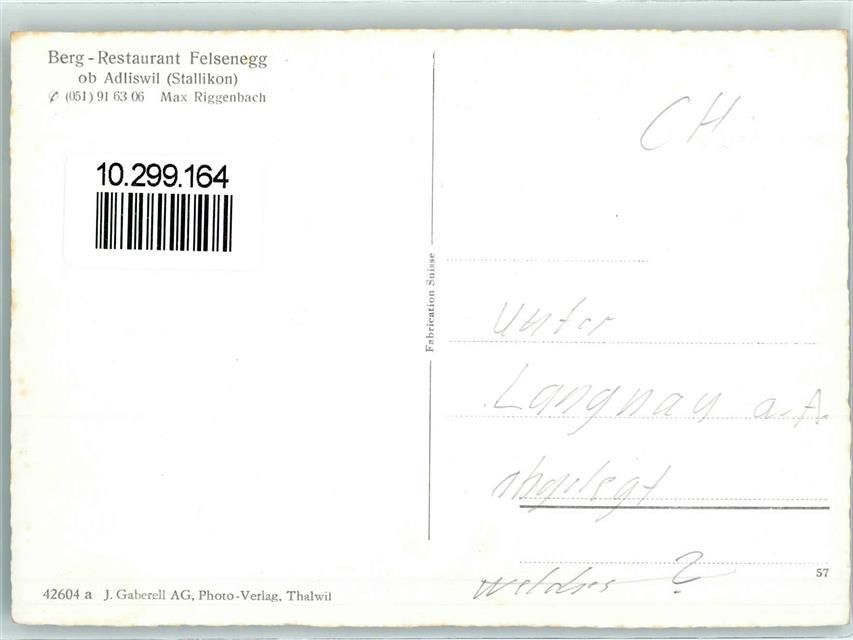 Berg - Restaurant Felsenegg
ob Adliswil (Stallikon)
✆ (051) 91 63 06 Max Riggenbach
10.299.164
Fabrication Suisse
CH
unter
Langnau a. A.
abgelegt
welches ?
57
42604 a J. Gaberell AG, Photo-Verlag, Thalwil